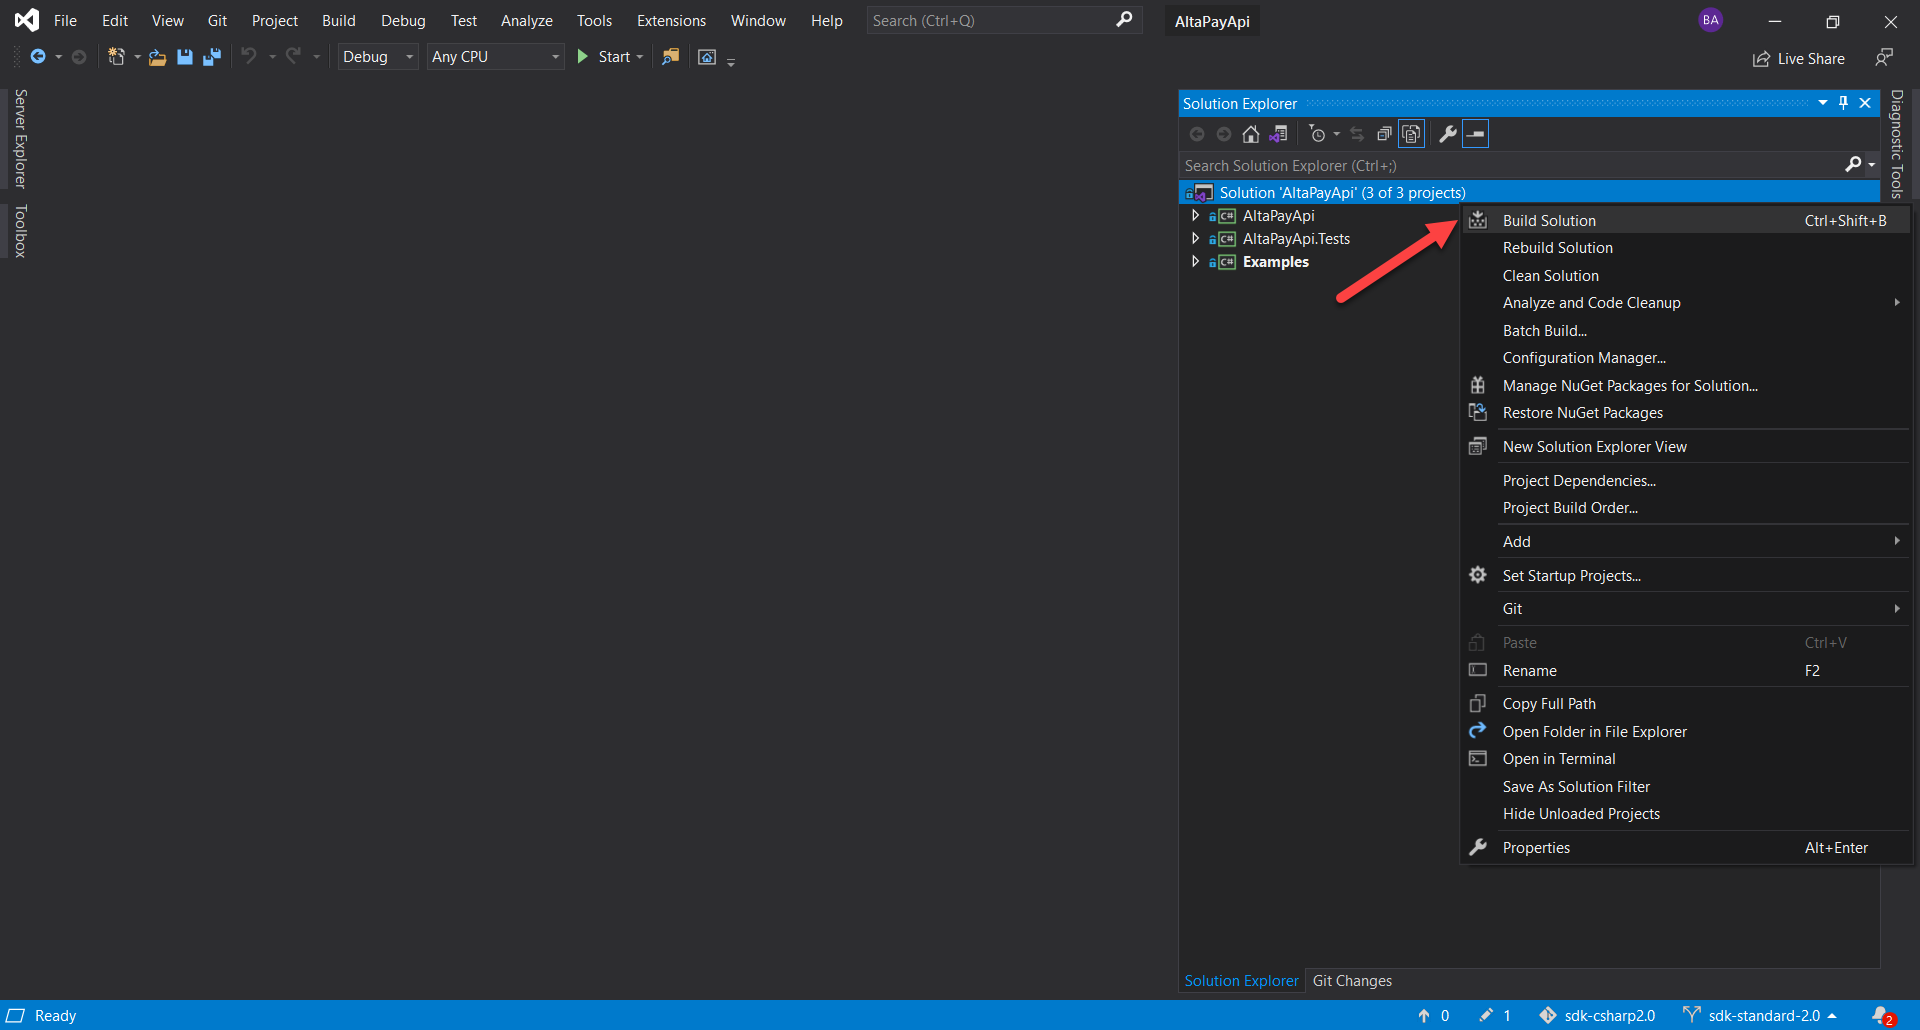 File Edit View Git Project Build Debug Test Analyze Tools Extensions Window Help Search (Ctrl+Q) AltaPayApi BA
Debug Any CPU Start Live Share
Server Explorer
Toolbox
Solution Explorer
Search Solution Explorer (Ctrl+;)
Solution 'AltaPayApi' (3 of 3 projects)
C# AltaPayApi
C# AltaPayApi.Tests
C# Examples
Diagnostic Tools
Build Solution Ctrl+Shift+B
Rebuild Solution
Clean Solution
Analyze and Code Cleanup
Batch Build...
Configuration Manager...
Manage NuGet Packages for Solution...
Restore NuGet Packages
New Solution Explorer View
Project Dependencies...
Project Build Order...
Add
Set Startup Projects...
Git
Paste Ctrl+V
Rename F2
Copy Full Path
Open Folder in File Explorer
Open in Terminal
Save As Solution Filter
Hide Unloaded Projects
Properties Alt+Enter
Solution Explorer Git Changes
Ready 0 1 sdk-csharp2.0 sdk-standard-2.0 2